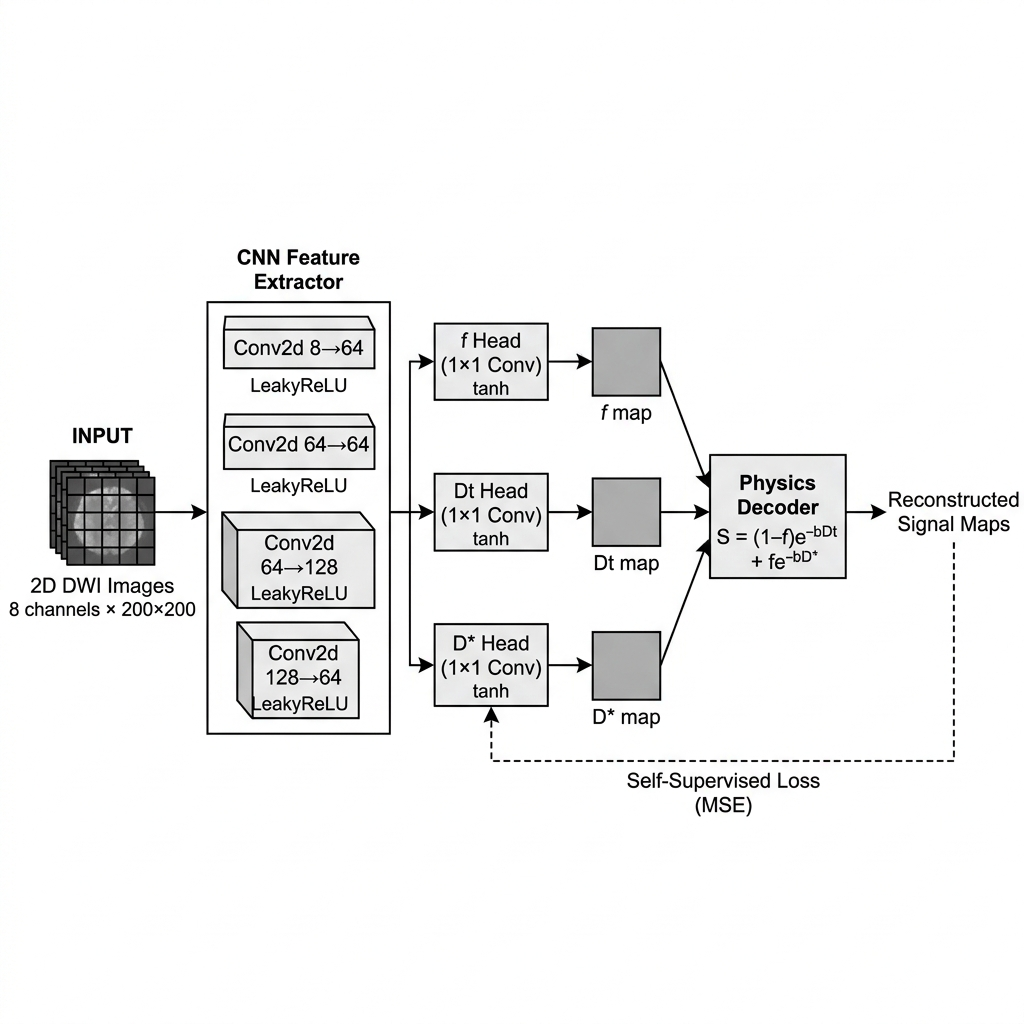 CNN Feature
Extractor
Conv2d 8→64
LeakyReLU
Conv2d 64→64
LeakyReLU
Conv2d
64→128
LeakyReLU
Conv2d
128→64
LeakyReLU
INPUT
2D DWI Images
8 channels × 200×200
f Head
(1×1 Conv)
tanh
f map
Dt Head
(1×1 Conv)
tanh
Dt map
D* Head
(1×1 Conv)
tanh
D* map
Physics
Decoder
S = (1–f)e⁻ᵇᴰᵗ
+ fe⁻ᵇᴰ*
Reconstructed
Signal Maps
Self-Supervised Loss
(MSE)